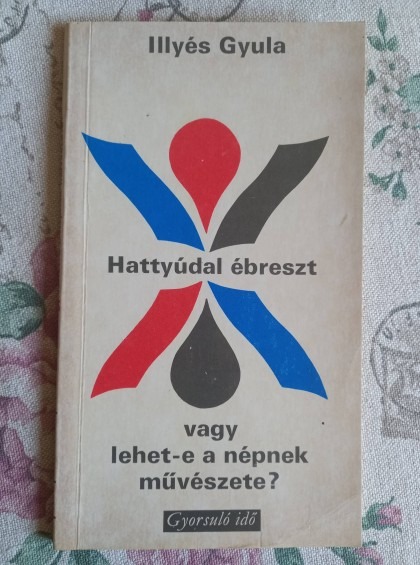 Illyés Gyula
Hattyúdal ébreszt
vagy
lehet-e a népnek
művészete?
Gyorsuló idő